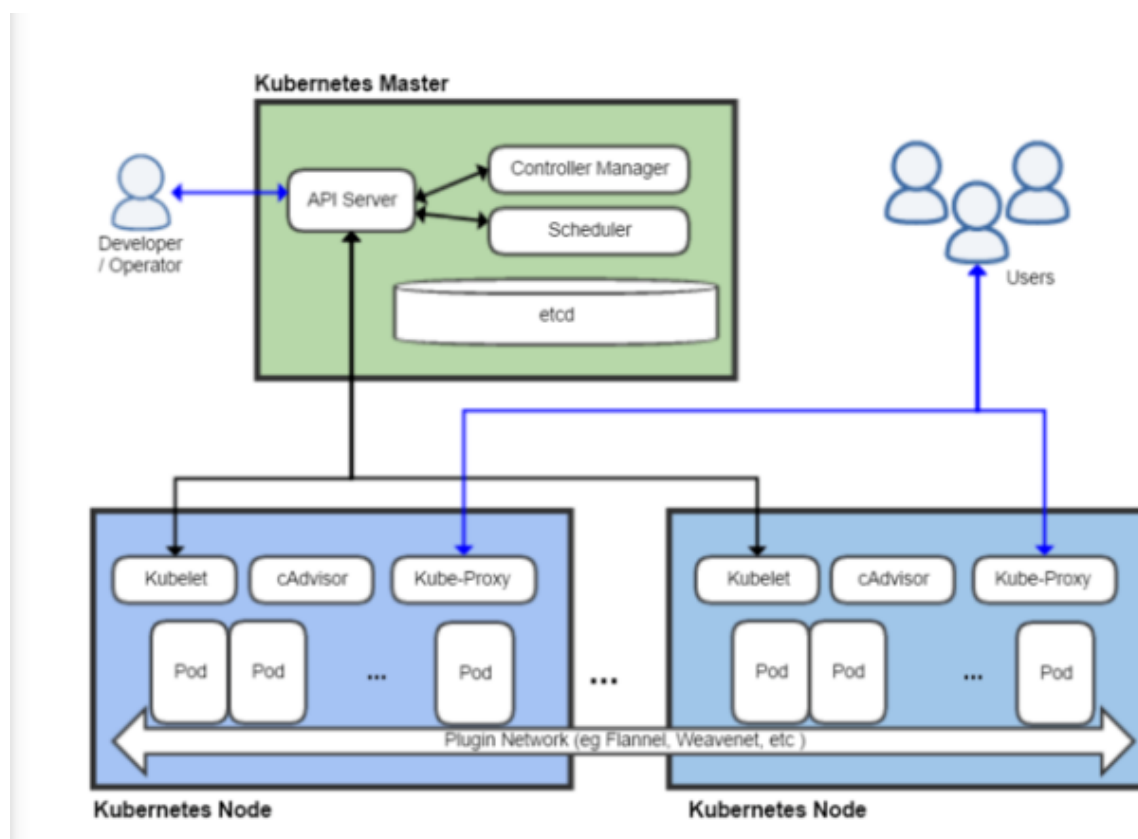 Kubernetes Master
API Server
Controller Manager
Scheduler
etcd
Developer
/ Operator
Users
Kubelet
cAdvisor
Kube-Proxy
Kubelet
cAdvisor
Kube-Proxy
Pod
Pod
...
Pod
...
Pod
Pod
...
Pod
Plugin Network (eg Flannel, Weavenet, etc )
Kubernetes Node
Kubernetes Node